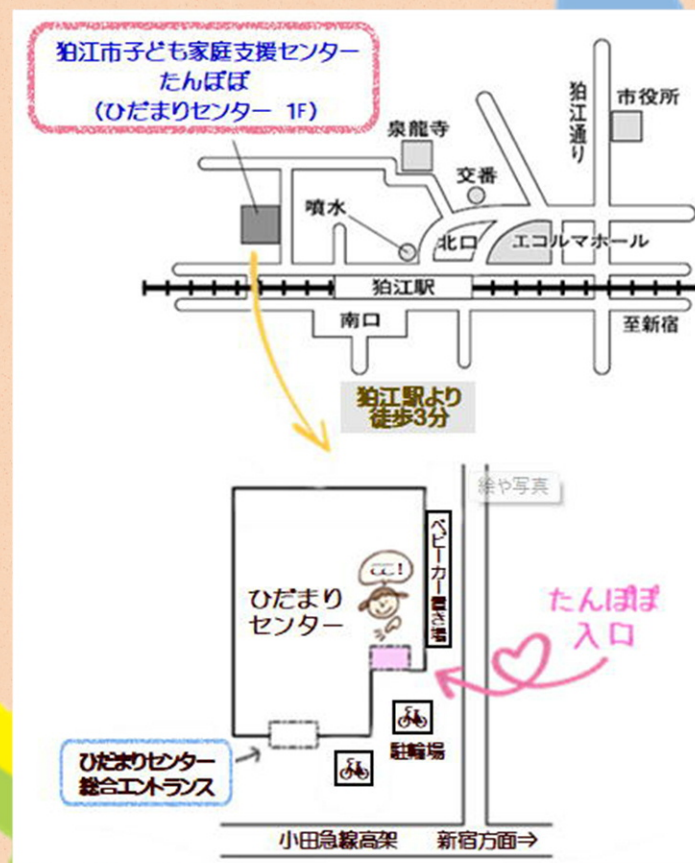 狛江市子ども家庭支援センター
たんぽぽ
（ひだまりセンター 1F）
泉龍寺
狛江通り
市役所
交番
噴水
北口
エコルマホール
狛江駅
南口
至新宿
狛江駅より
徒歩3分
絵や写真
ベビーカー置き場
ここ！
ひだまり
センター
たんぽぽ
入口
駐輪場
ひだまりセンター
総合エントランス
小田急線高架
新宿方面→